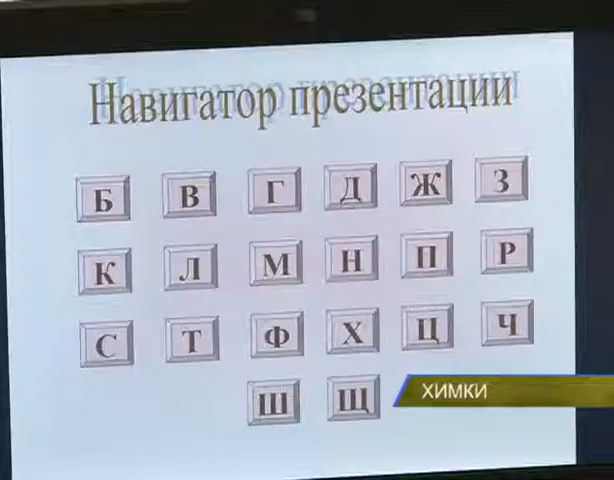 Навигатор презентации
Б В Г Д Ж З
К Л М Н П Р
С Т Ф Х Ц Ч
Ш Щ
ХИМКИ